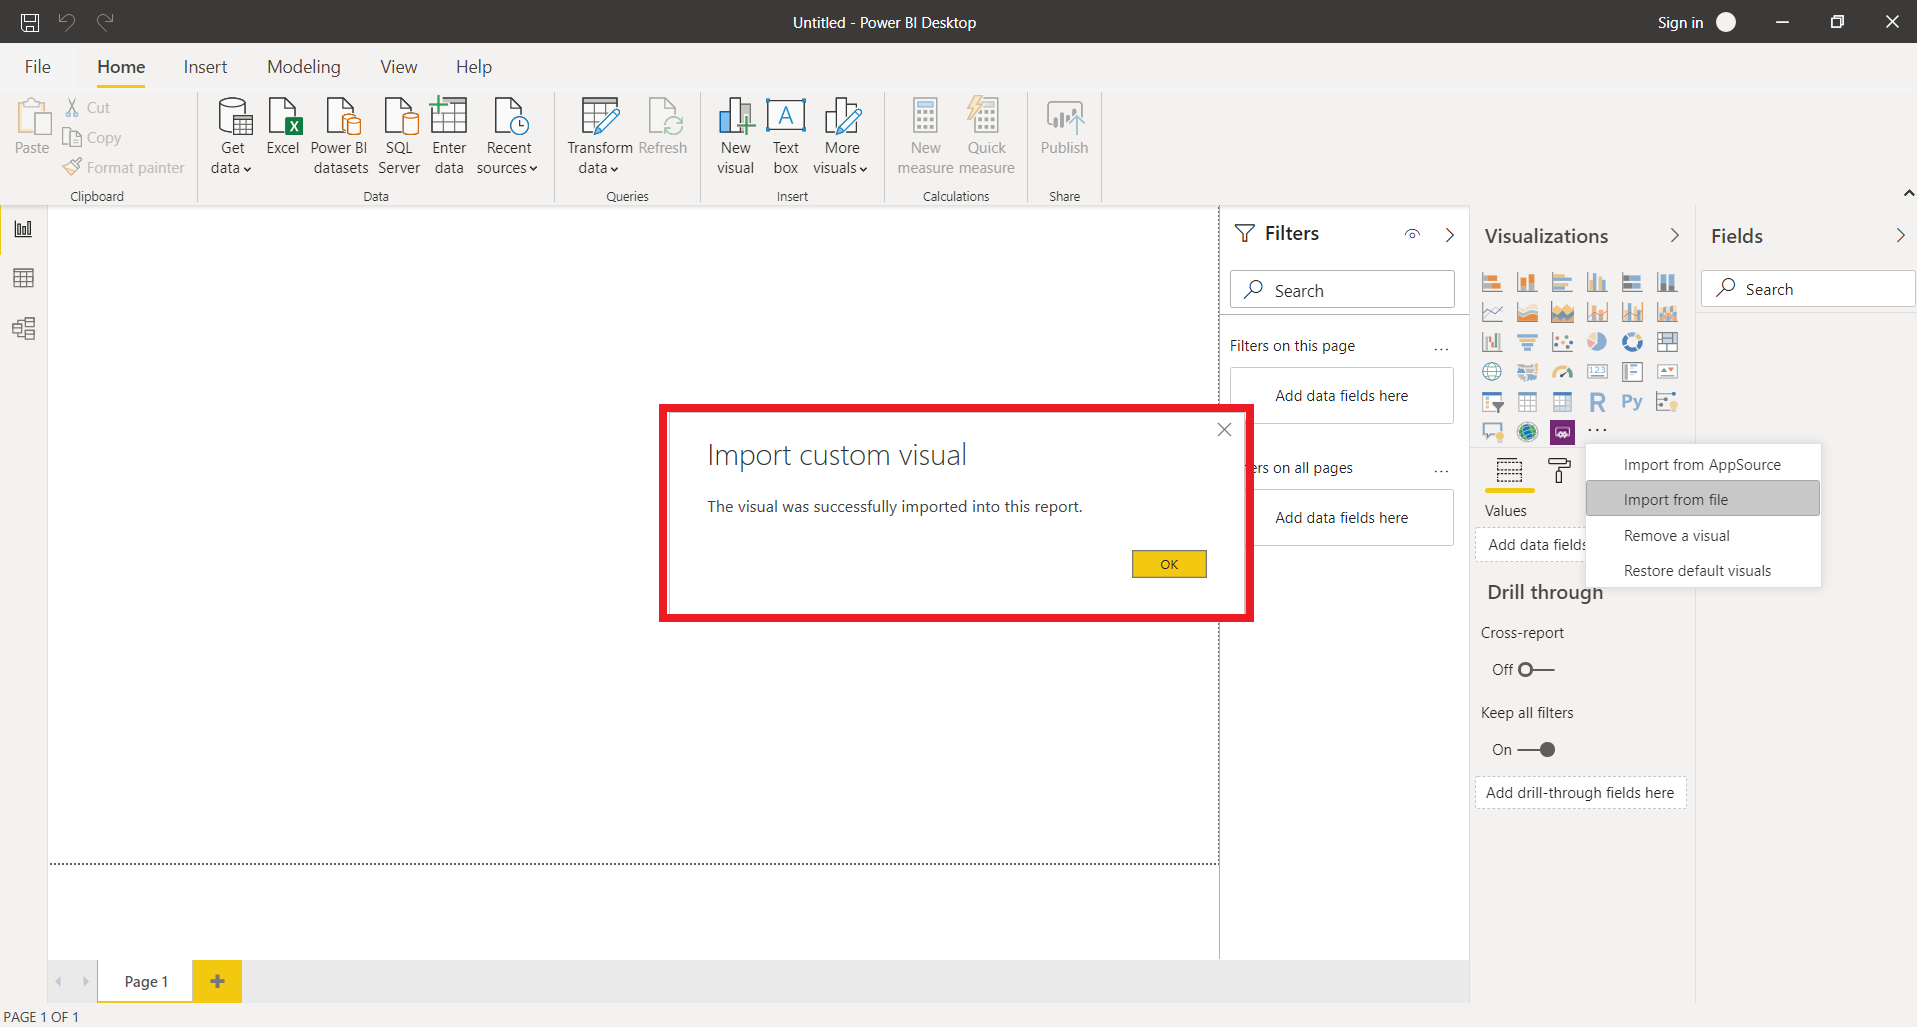 Untitled - Power BI Desktop
Sign in
File Home Insert Modeling View Help
Paste
Cut
Copy
Format painter
Clipboard
Get data
Excel
Power BI datasets
SQL Server
Enter data
Recent sources
Data
Transform data
Refresh
Queries
New visual
Text box
More visuals
Insert
New measure
Quick measure
Calculations
Publish
Share
Filters
Search
Filters on this page
...
Add data fields here
ers on all pages
...
Add data fields here
Import custom visual
The visual was successfully imported into this report.
OK
Visualizations
123
R
Py
...
Import from AppSource
Import from file
Remove a visual
Restore default visuals
Values
Add data fields
Drill through
Cross-report
Off
Keep all filters
On
Add drill-through fields here
Fields
Search
Page 1
PAGE 1 OF 1